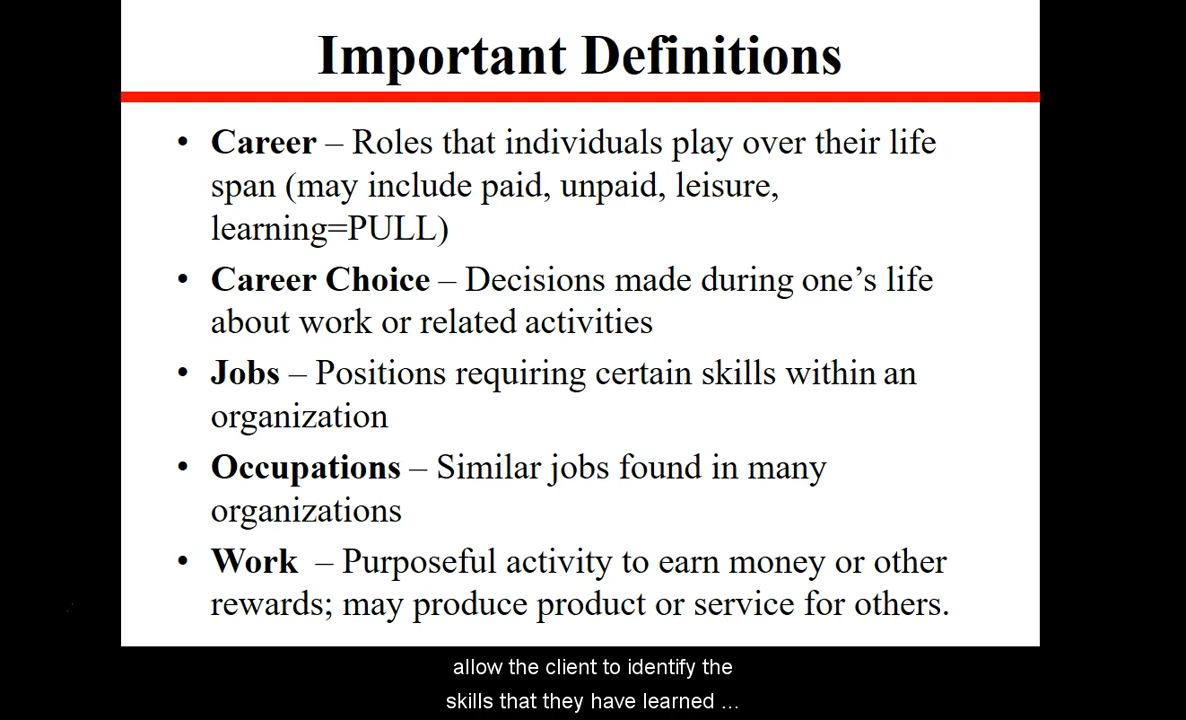 Important Definitions
• Career – Roles that individuals play over their life
span (may include paid, unpaid, leisure,
learning=PULL)
• Career Choice – Decisions made during one’s life
about work or related activities
• Jobs – Positions requiring certain skills within an
organization
• Occupations – Similar jobs found in many
organizations
• Work – Purposeful activity to earn money or other
rewards; may produce product or service for others.
allow the client to identify the
skills that they have learned ...